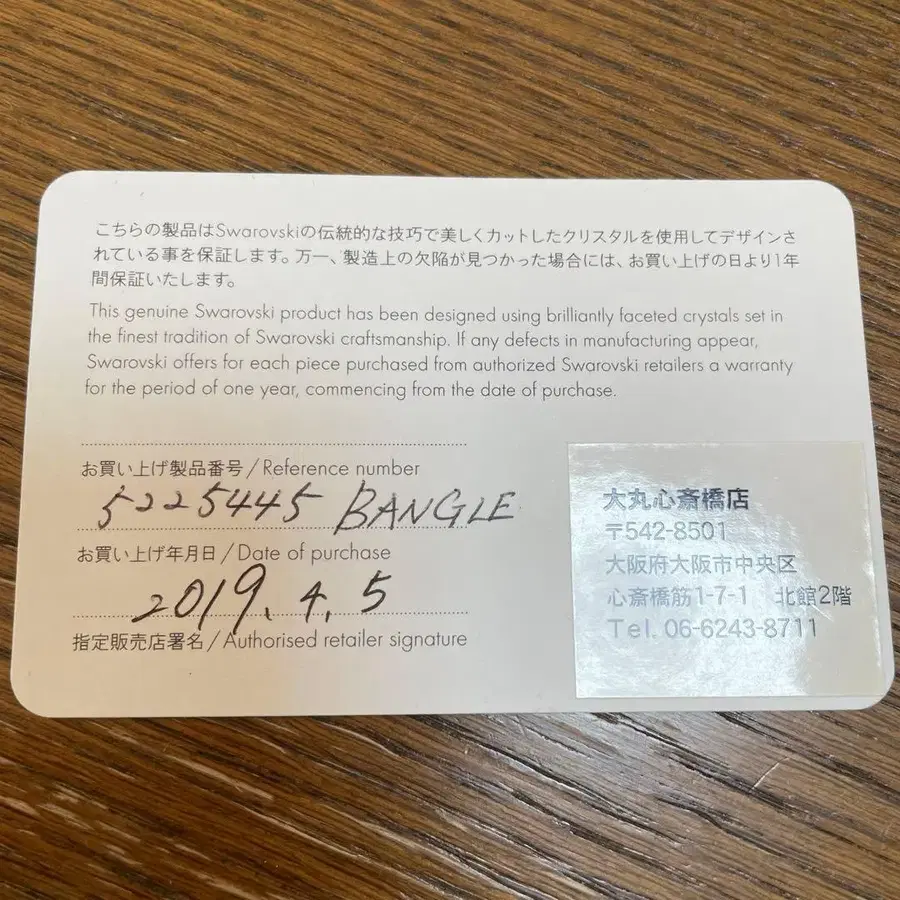 こちらの製品はSwarovskiの伝統的な技巧で美しくカットしたクリスタルを使用してデザインさ
れている事を保証します。万一、製造上の欠陥が見つかった場合には、お買い上げの日より1年
間保証いたします。
This genuine Swarovski product has been designed using brilliantly faceted crystals set in
the finest tradition of Swarovski craftsmanship. If any defects in manufacturing appear,
Swarovski offers for each piece purchased from authorized Swarovski retailers a warranty
for the period of one year, commencing from the date of purchase.
お買い上げ製品番号/Reference number
5225445 BANGLE
お買い上げ年月日/Date of purchase
2019.4.5
指定販売店署名/Authorised retailer signature
大丸心斎橋店
〒542-8501
大阪府大阪市中央区
心斎橋筋1-7-1 北館2階
Tel. 06-6243-8711